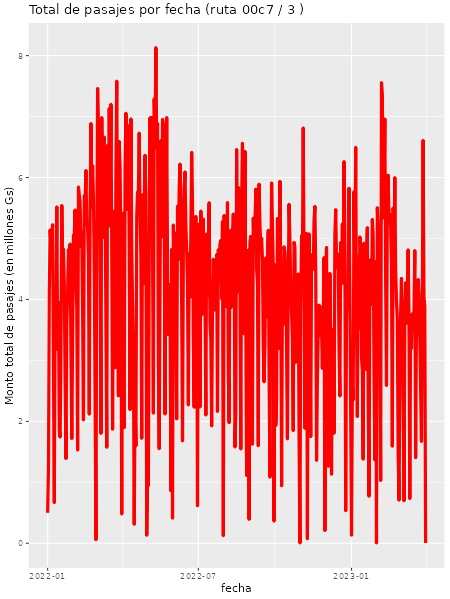 Total de pasajes por fecha (ruta 00c7 / 3 )
Monto total de pasajes (en millones Gs)
8
6
4
2
0
2022-01
2022-07
2023-01
fecha